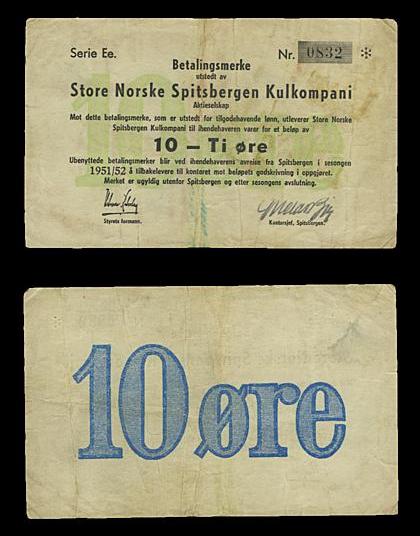 Serie Ee. Nr. 0832 *
Betalingsmerke
utstedt av
Store Norske Spitsbergen Kulkompani
Aktieselskap
Mot dette betalingsmerke, som er utstedt for tilgodehavende lønn, utleverer Store Norske
Spitsbergen Kulkompani til ihendehaveren varer for et beløp av
10 — Ti øre
Ubenyttede betalingsmerker blir ved ihendehaverens avreise fra Spitsbergen i sesongen
1951/52 å tilbakelevere til kontoret mot beløpets godskrivning i oppgjøret.
Merket er ugyldig utenfor Spitsbergen og etter sesongens avslutning.
Styrets formann. Kontorsjef, Spitsbergen.
10 øre